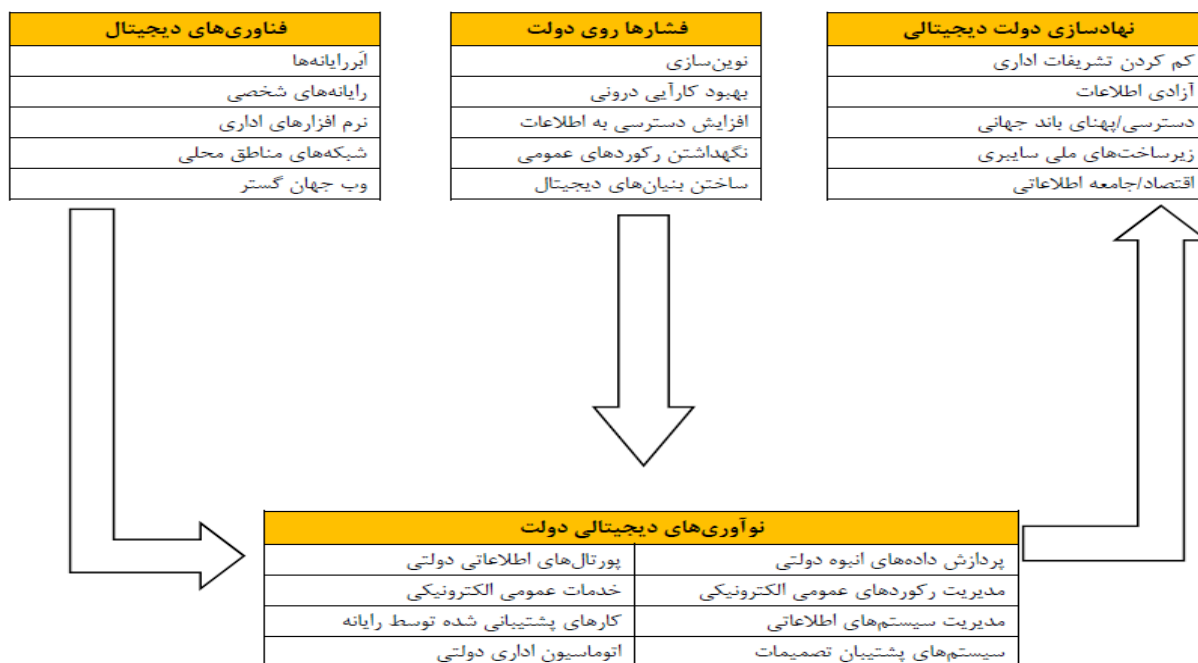 نهادسازی دولت دیجیتالی
کم کردن تشریفات اداری
آزادی اطلاعات
دسترسی/پهنای باند جهانی
زیرساخت‌های ملی سایبری
اقتصاد/جامعه اطلاعاتی
فشارها روی دولت
نوین‌سازی
بهبود کارآیی درونی
افزایش دسترسی به اطلاعات
نگهداشتن رکوردهای عمومی
ساختن بنیان‌های دیجیتال
فناوری‌های دیجیتال
اَبَررایانه‌ها
رایانه‌های شخصی
نرم افزارهای اداری
شبکه‌های مناطق محلی
وب جهان گستر
نوآوری‌های دیجیتالی دولت
پردازش داده‌های انبوه دولتی
پورتال‌های اطلاعاتی دولتی
مدیریت رکوردهای عمومی الکترونیکی
خدمات عمومی الکترونیکی
مدیریت سیستم‌های اطلاعاتی
کارهای پشتیبانی شده توسط رایانه
سیستم‌های پشتیبان تصمیمات
اتوماسیون اداری دولتی